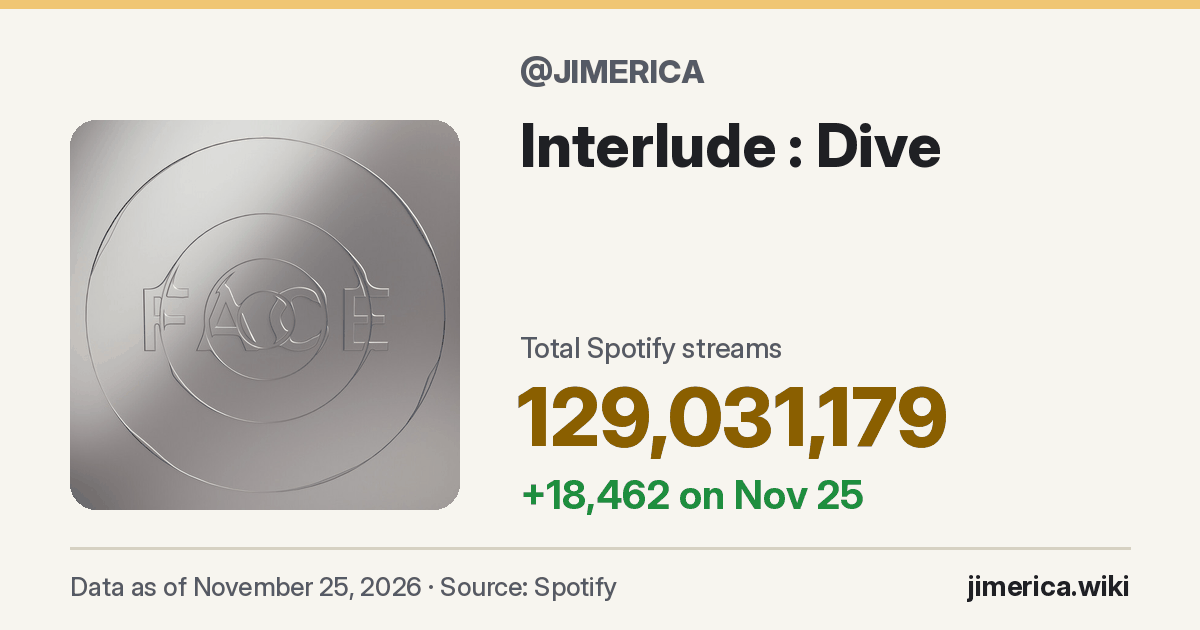 @JIMERICA
Interlude : Dive
FACE
Total Spotify streams
129,031,179
+18,462 on Nov 25
Data as of November 25, 2026 · Source: Spotify
jimerica.wiki